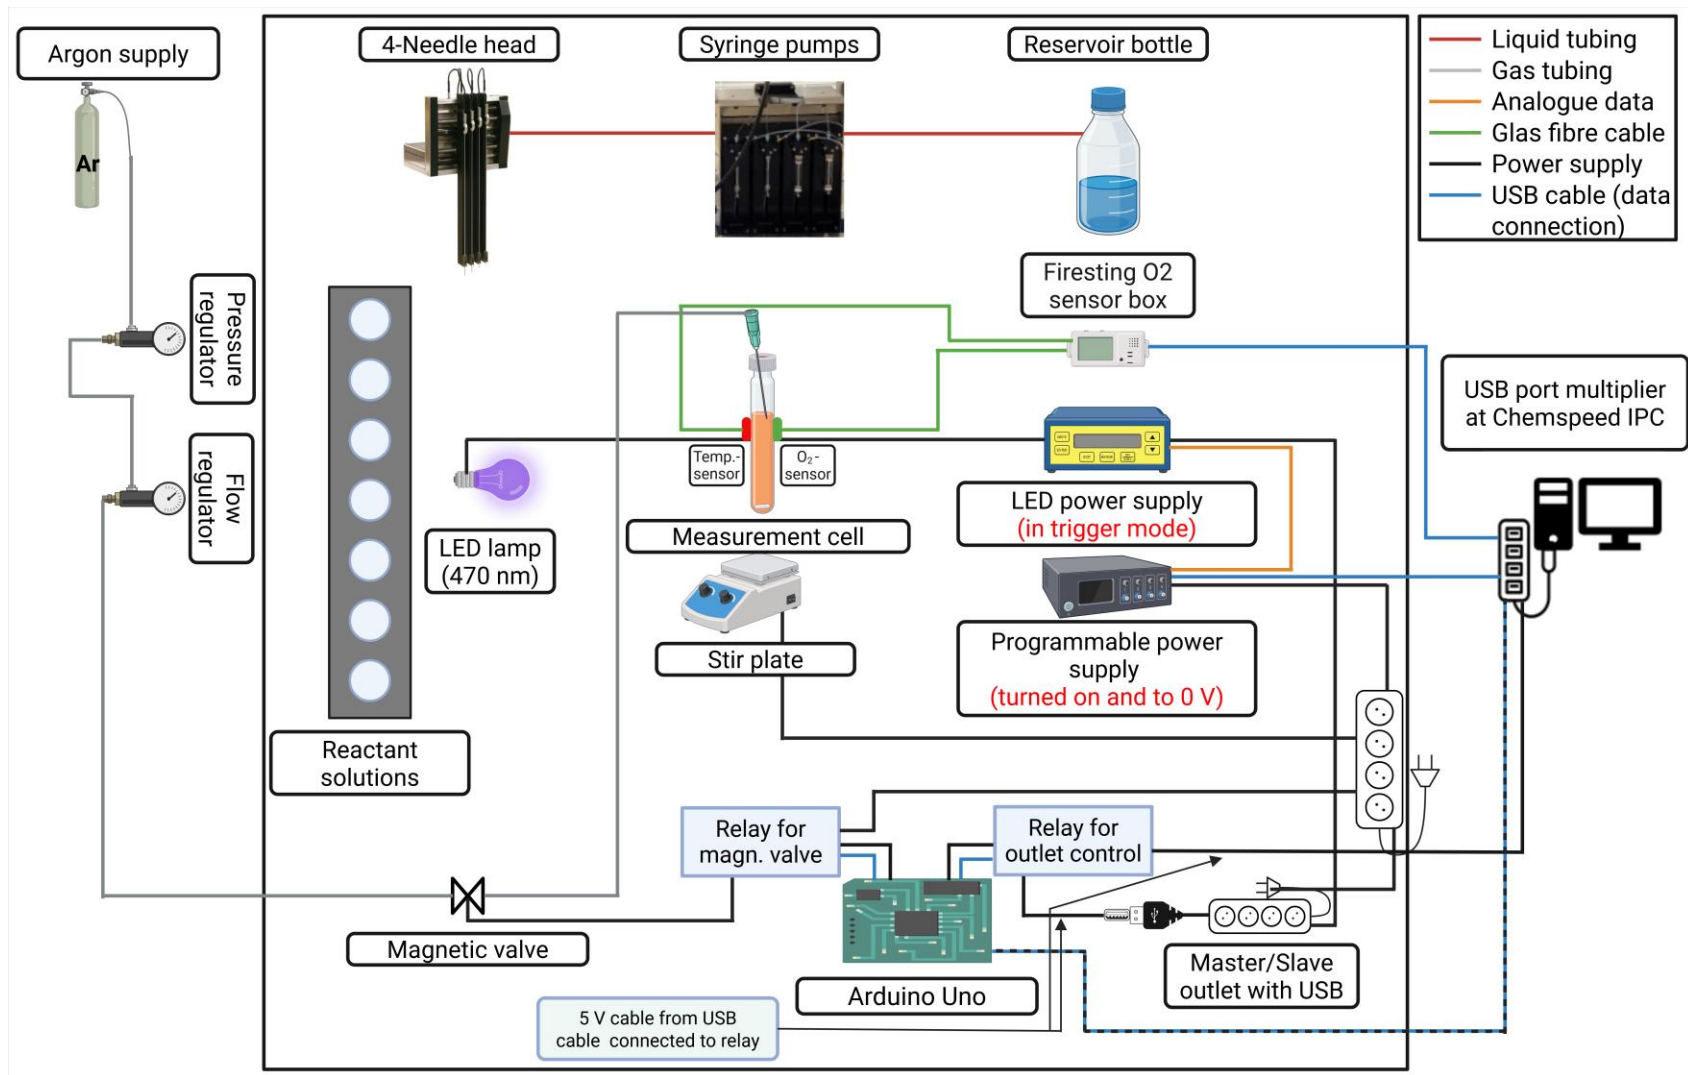 Argon supply
4-Needle head
Syringe pumps
Reservoir bottle
Liquid tubing
Gas tubing
Analogue data
Glas fibre cable
Power supply
USB cable (data
connection)
Ar
Pressure
regulator
Flow
regulator
Firesting O2
sensor box
USB port multiplier
at Chemspeed IPC
Temp.-
sensor
O₂-
sensor
LED lamp
(470 nm)
Measurement cell
LED power supply
(in trigger mode)
Stir plate
Programmable power
supply
(turned on and to 0 V)
Reactant
solutions
Relay for
magn. valve
Relay for
outlet control
Magnetic valve
Arduino Uno
Master/Slave
outlet with USB
5 V cable from USB
cable connected to relay